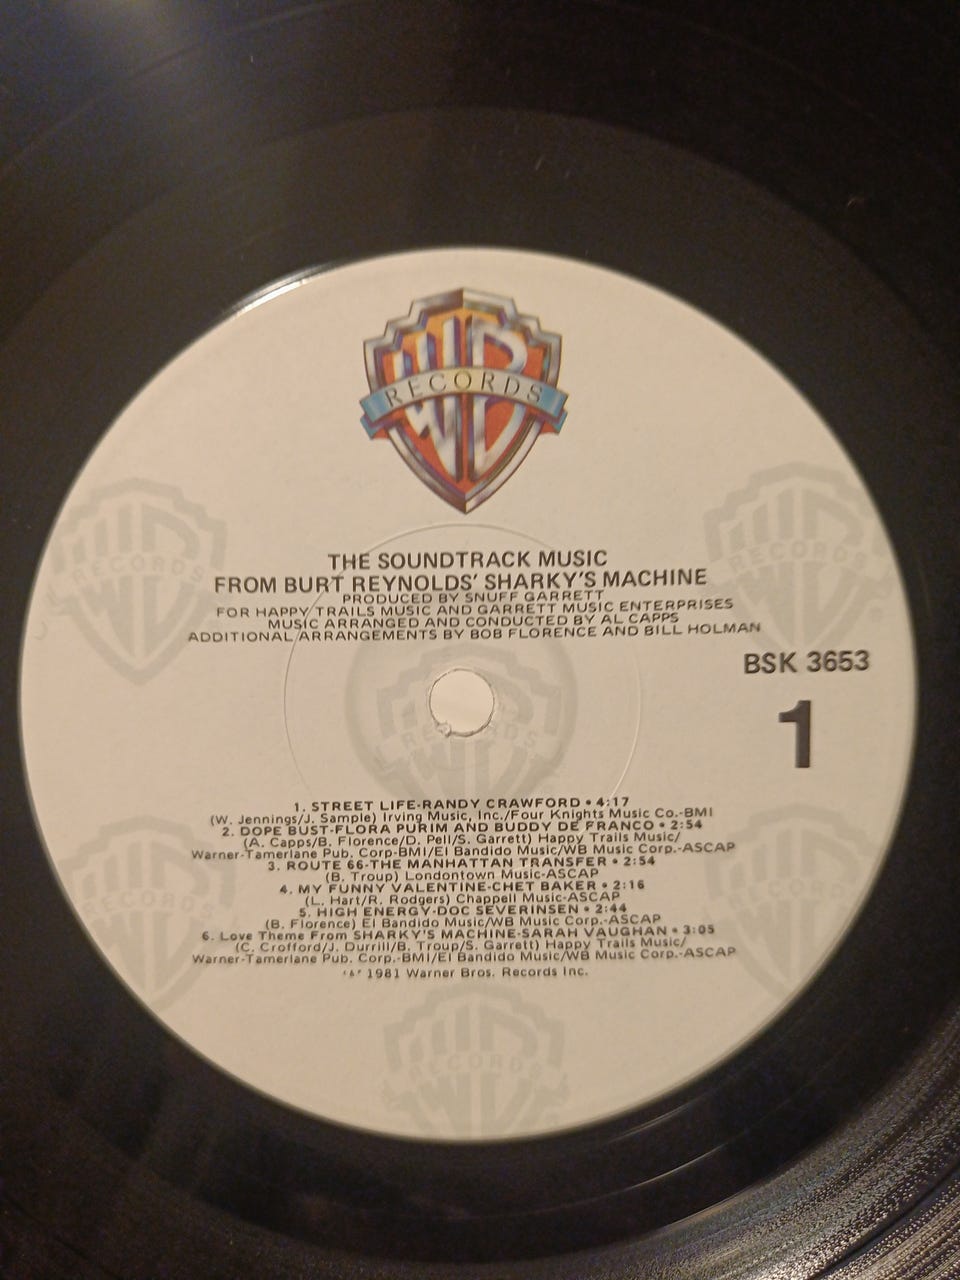 WB
RECORDS
THE SOUNDTRACK MUSIC
FROM BURT REYNOLDS' SHARKY'S MACHINE
PRODUCED BY SNUFF GARRETT
FOR HAPPY TRAILS MUSIC AND GARRETT MUSIC ENTERPRISES
MUSIC ARRANGED AND CONDUCTED BY AL CAPPS
ADDITIONAL ARRANGEMENTS BY BOB FLORENCE AND BILL HOLMAN
BSK 3653
1
1. STREET LIFE-RANDY CRAWFORD • 4:17
(W. Jennings/J. Sample) Irving Music, Inc./Four Knights Music Co.-BMI
2. DOPE BUST-FLORA PURIM AND BUDDY DE FRANCO • 2:54
(A. Capps/B. Florence/D. Pell/S. Garrett) Happy Trails Music/
Warner-Tamerlane Pub. Corp-BMI/El Bandido Music/WB Music Corp.-ASCAP
3. ROUTE 66-THE MANHATTAN TRANSFER • 2:54
(B. Troup) Londontown Music-ASCAP
4. MY FUNNY VALENTINE-CHET BAKER • 2:16
(L. Hart/R. Rodgers) Chappell Music-ASCAP
5. HIGH ENERGY-DOC SEVERINSEN • 2:44
(B. Florence) El Bandido Music/WB Music Corp.-ASCAP
6. Love Theme From SHARKY'S MACHINE-SARAH VAUGHAN • 3:05
(C. Crofford/J. Durrill/B. Troup/S. Garrett) Happy Trails Music/
Warner-Tamerlane Pub. Corp.-BMI/El Bandido Music/WB Music Corp.-ASCAP
1981 Warner Bros. Records Inc.